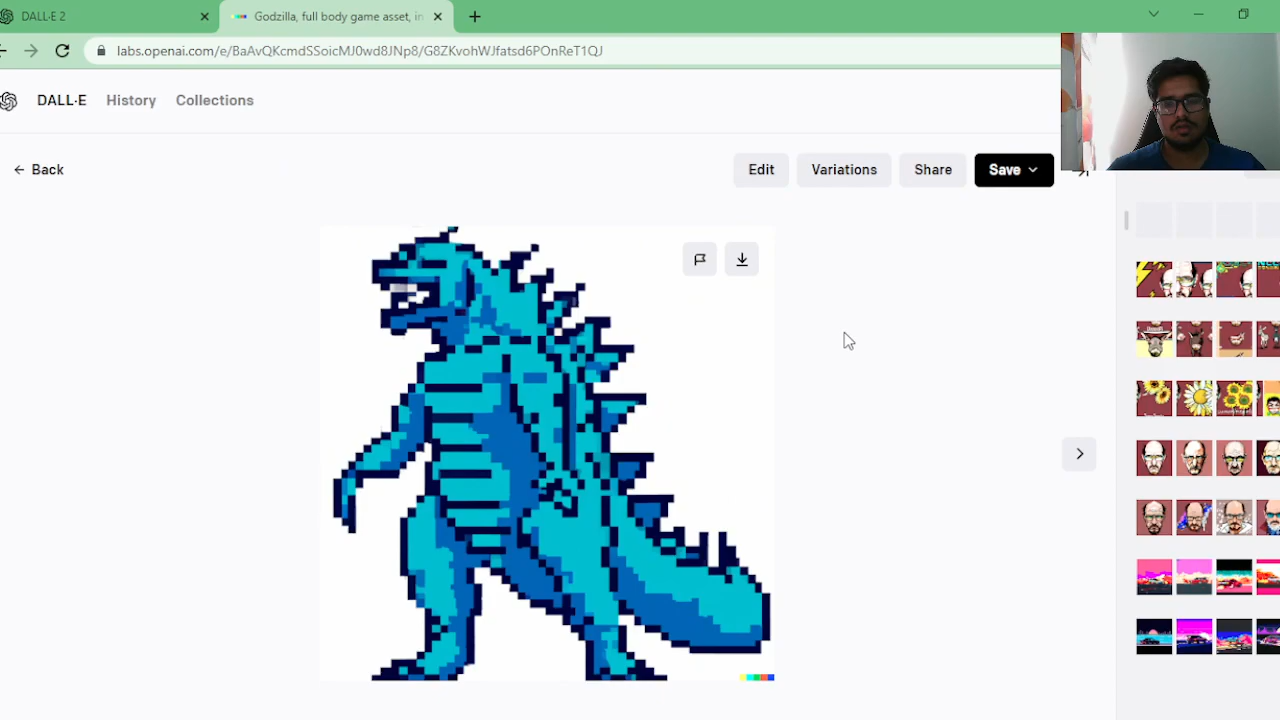 DALL·E 2
Godzilla, full body game asset, in
labs.openai.com/e/BaAvQKcmdSSoicMJ0wd8JNp8/G8ZKvohWJfatsd6POnReT1QJ
DALL·E History Collections
← Back
Edit Variations Share Save